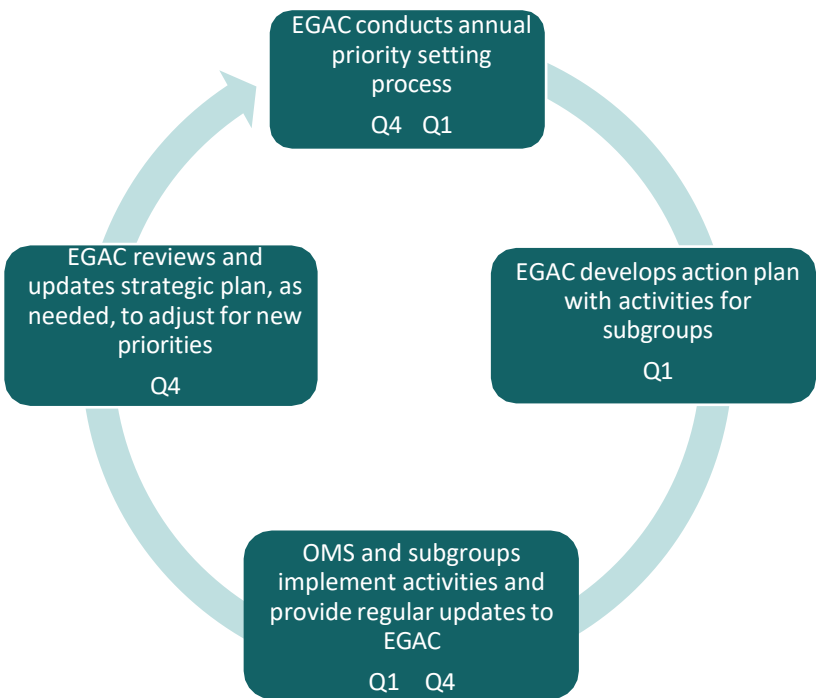 EGAC conducts annual
priority setting
process
Q4 Q1
EGAC develops action plan
with activities for
subgroups
Q1
OMS and subgroups
implement activities and
provide regular updates to
EGAC
Q1 Q4
EGAC reviews and
updates strategic plan, as
needed, to adjust for new
priorities
Q4